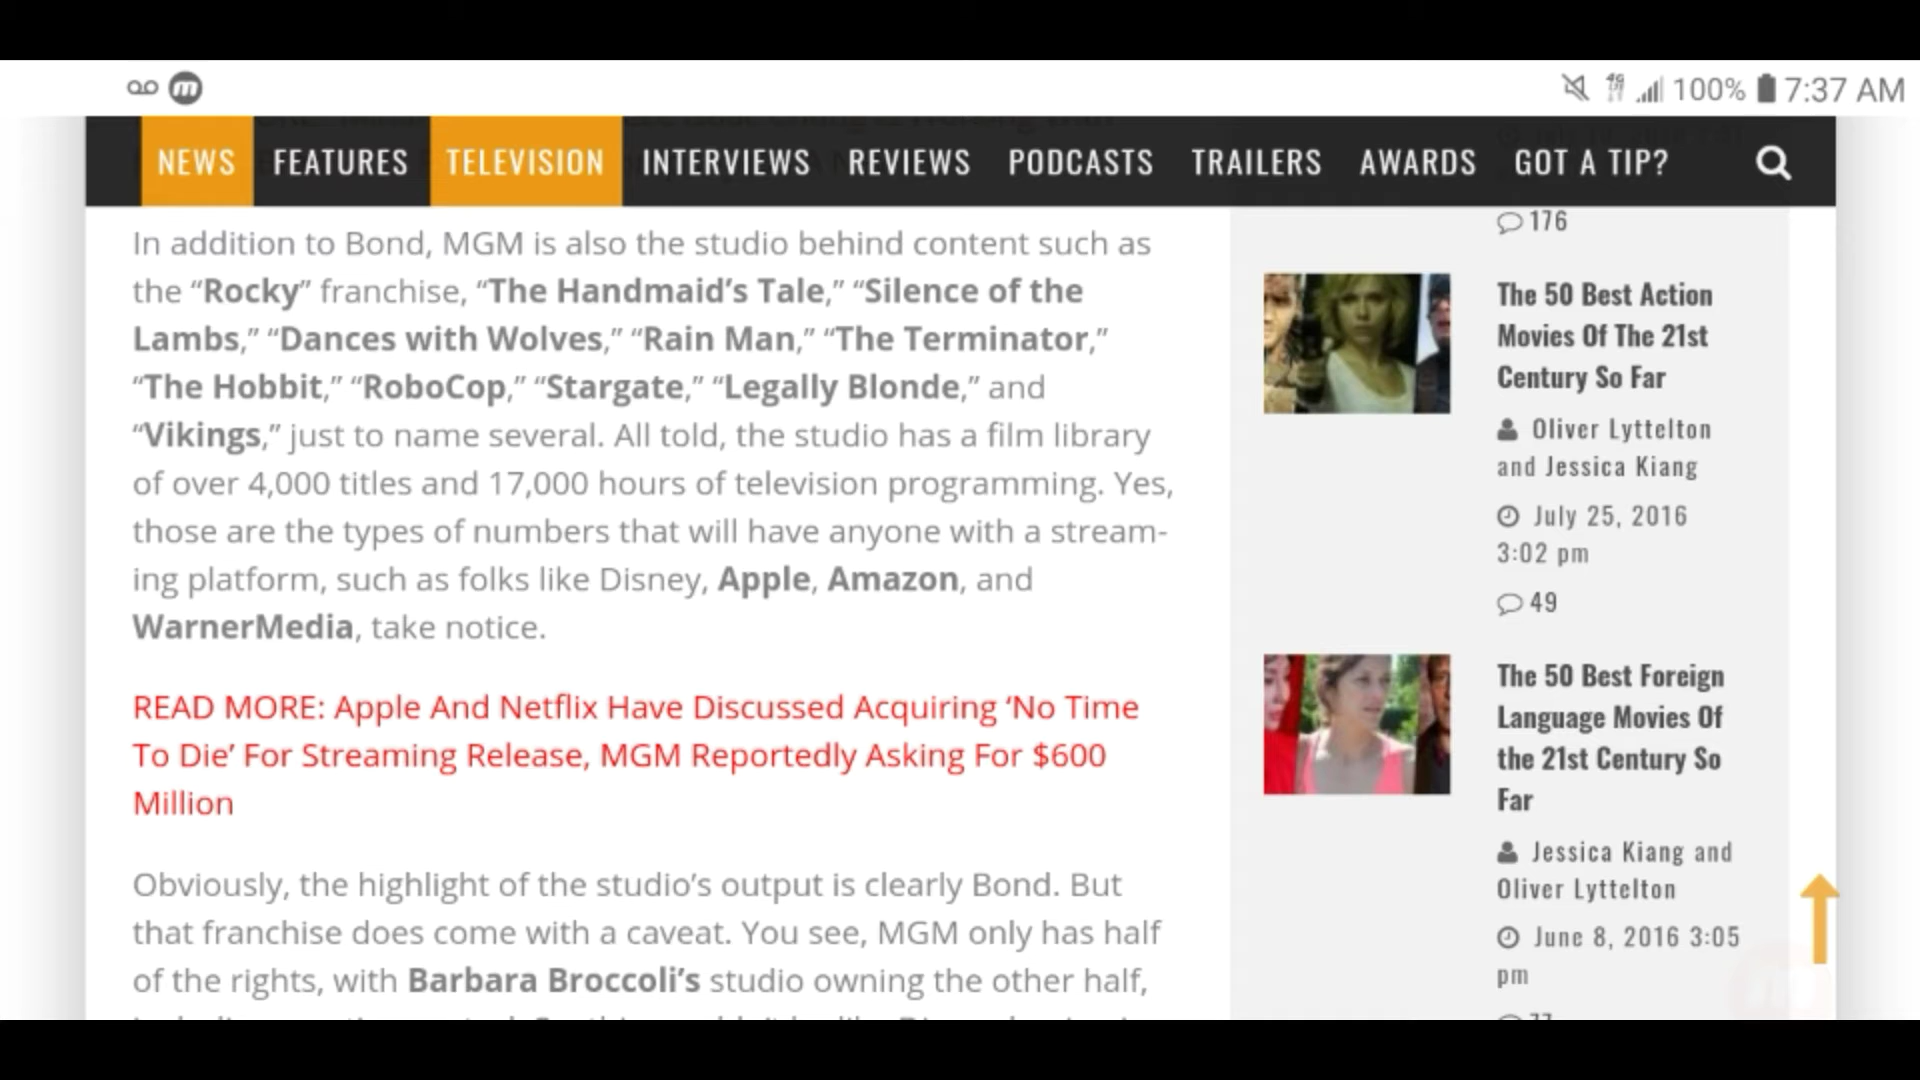 100% 7:37 AM
NEWS FEATURES TELEVISION INTERVIEWS REVIEWS PODCASTS TRAILERS AWARDS GOT A TIP?
In addition to Bond, MGM is also the studio behind content such as
the “Rocky” franchise, “The Handmaid’s Tale,” “Silence of the
Lambs,” “Dances with Wolves,” “Rain Man,” “The Terminator,”
“The Hobbit,” “RoboCop,” “Stargate,” “Legally Blonde,” and
“Vikings,” just to name several. All told, the studio has a film library
of over 4,000 titles and 17,000 hours of television programming. Yes,
those are the types of numbers that will have anyone with a stream-
ing platform, such as folks like Disney, Apple, Amazon, and
WarnerMedia, take notice.
READ MORE: Apple And Netflix Have Discussed Acquiring ‘No Time
To Die’ For Streaming Release, MGM Reportedly Asking For $600
Million
Obviously, the highlight of the studio’s output is clearly Bond. But
that franchise does come with a caveat. You see, MGM only has half
of the rights, with Barbara Broccoli’s studio owning the other half,
176
The 50 Best Action
Movies Of The 21st
Century So Far
Oliver Lyttelton
and Jessica Kiang
July 25, 2016
3:02 pm
49
The 50 Best Foreign
Language Movies Of
the 21st Century So
Far
Jessica Kiang and
Oliver Lyttelton
June 8, 2016 3:05
pm